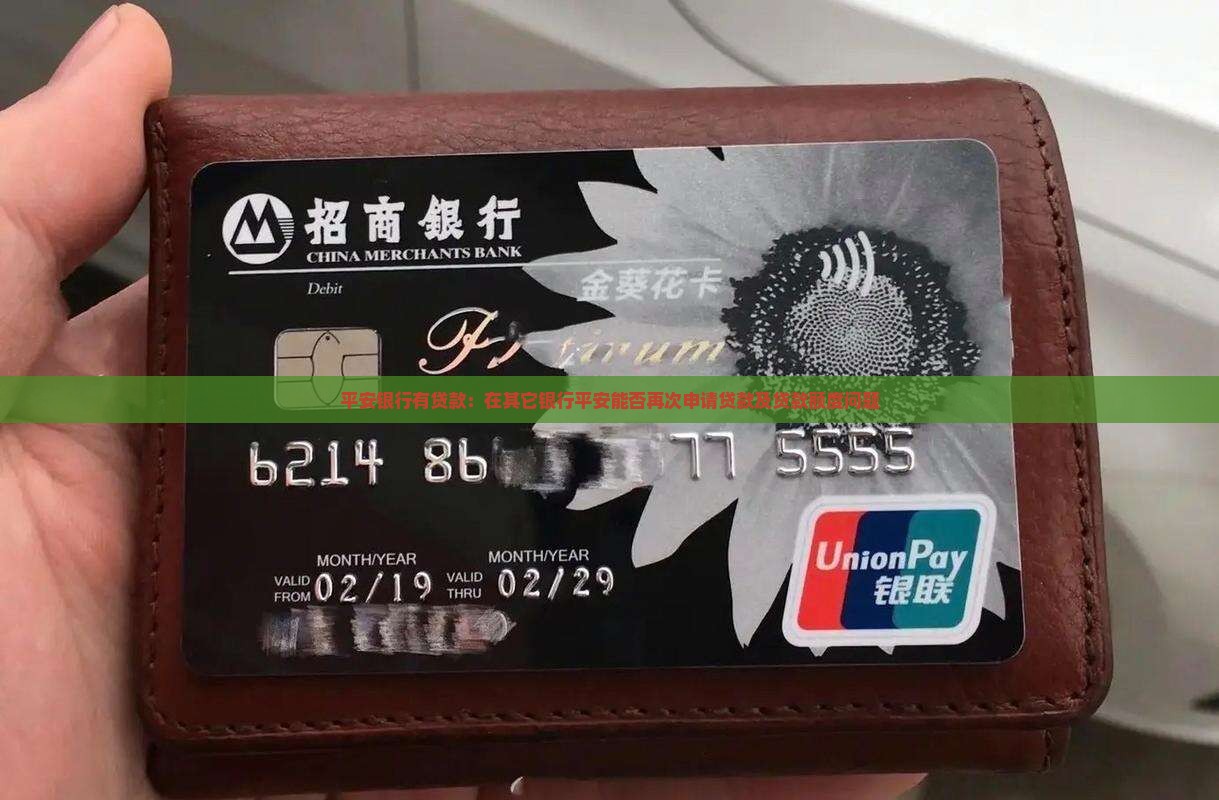 招商銀行
CHINA MERCHANTS BANK
Debit
金葵花卡
平安银行有贷款：在其它银行平安能否再次申请贷款及贷款额度问题
6214 86 77 5555
MONTH/YEAR MONTH/YEAR
VALID FROM 02/19 VALID THRU 02/29
UnionPay
银联